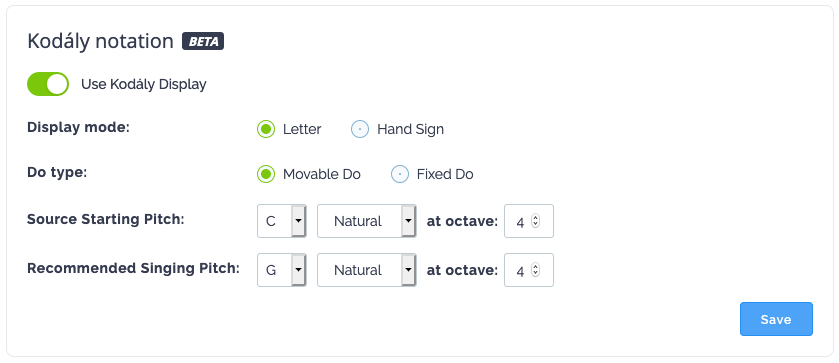 Kodály notation BETA
Use Kodály Display
Display mode: Letter Hand Sign
Do type: Movable Do Fixed Do
Source Starting Pitch: C Natural at octave: 4
Recommended Singing Pitch: G Natural at octave: 4
Save